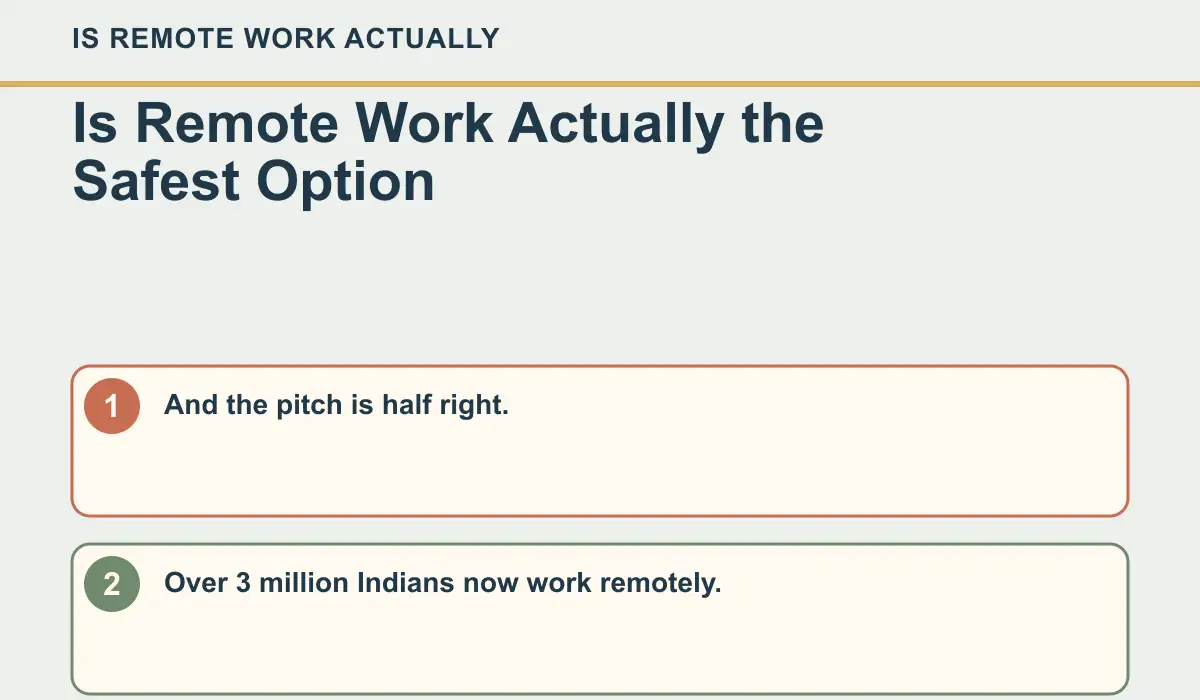 IS REMOTE WORK ACTUALLY
Is Remote Work Actually the
Safest Option
1
And the pitch is half right.
2
Over 3 million Indians now work remotely.